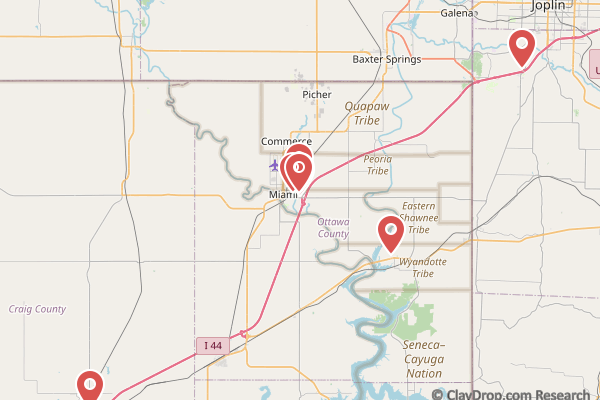 Joplin
Galena
Baxter Springs
Picher
Quapaw
Tribe
Commerce
Peoria
Tribe
Miami
Eastern
Shawnee
Tribe
Ottawa
County
Wyandotte
Tribe
Craig County
I 44
Seneca–
Cayuga
Nation
© ClayDrop.com Research